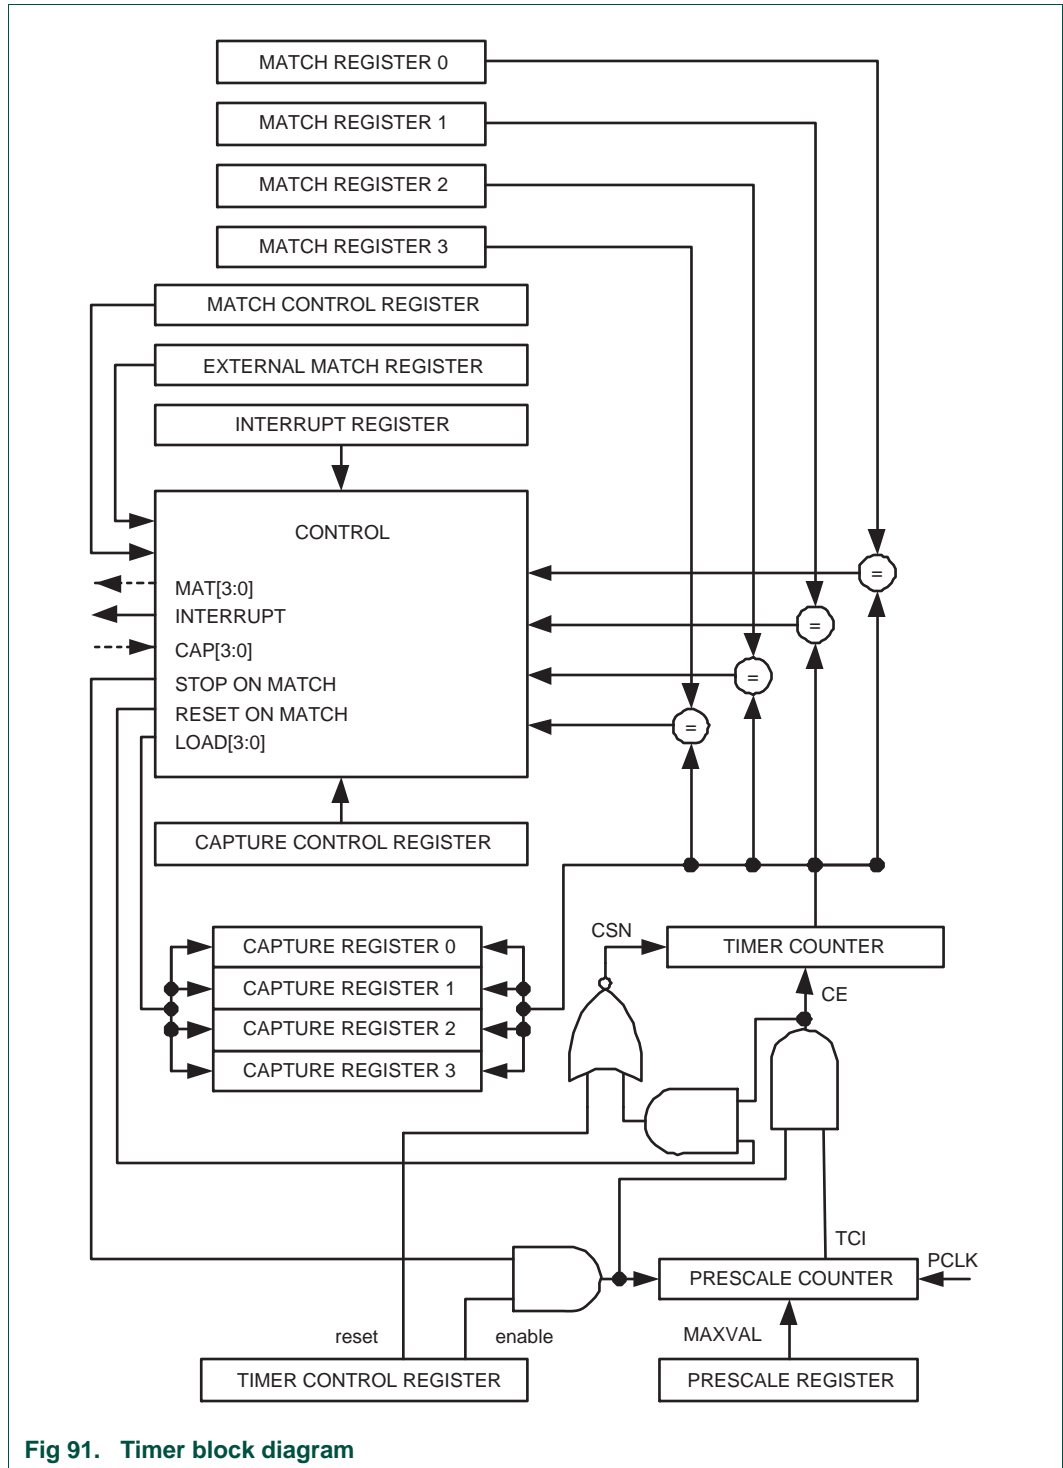 MATCH REGISTER 0
MATCH REGISTER 1
MATCH REGISTER 2
MATCH REGISTER 3
MATCH CONTROL REGISTER
EXTERNAL MATCH REGISTER
INTERRUPT REGISTER
CONTROL
MAT[3:0]
INTERRUPT
CAP[3:0]
STOP ON MATCH
RESET ON MATCH
LOAD[3:0]
=
=
=
=
CAPTURE CONTROL REGISTER
CSN
TIMER COUNTER
CAPTURE REGISTER 0
CAPTURE REGISTER 1
CAPTURE REGISTER 2
CAPTURE REGISTER 3
CE
TCI
PCLK
PRESCALE COUNTER
reset
enable
MAXVAL
TIMER CONTROL REGISTER
PRESCALE REGISTER
Fig 91. Timer block diagram